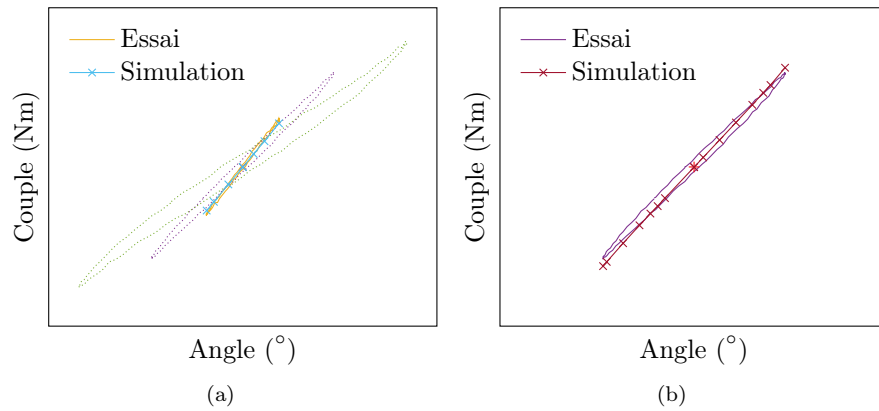 Essai
Simulation
Couple (Nm)
Angle (°)
(a)
Essai
Simulation
Couple (Nm)
Angle (°)
(b)